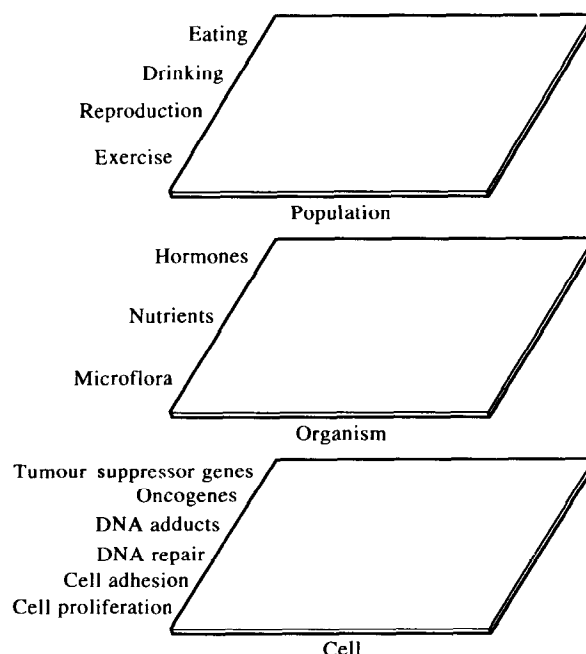 Eating
Drinking
Reproduction
Exercise
Population
Hormones
Nutrients
Microflora
Organism
Tumour suppressor genes
Oncogenes
DNA adducts
DNA repair
Cell adhesion
Cell proliferation
Cell